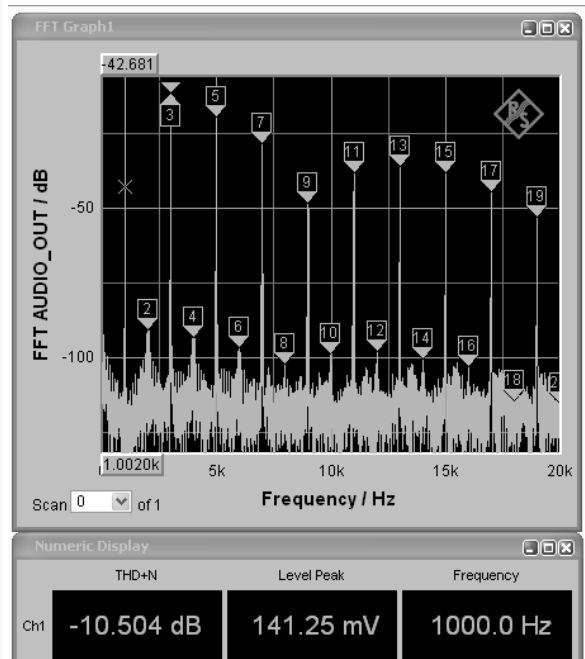 FFT Graph1
-42.681
3
5
7
9
11
13
15
17
19
R&S
2
4
6
8
10
12
14
16
18
2
-50
-100
FFT AUDIO_OUT / dB
1.0020k
5k
10k
15k
20k
Scan 0 of 1
Frequency / Hz
Numeric Display
THD+N Level Peak Frequency
Ch1 -10.504 dB 141.25 mV 1000.0 Hz